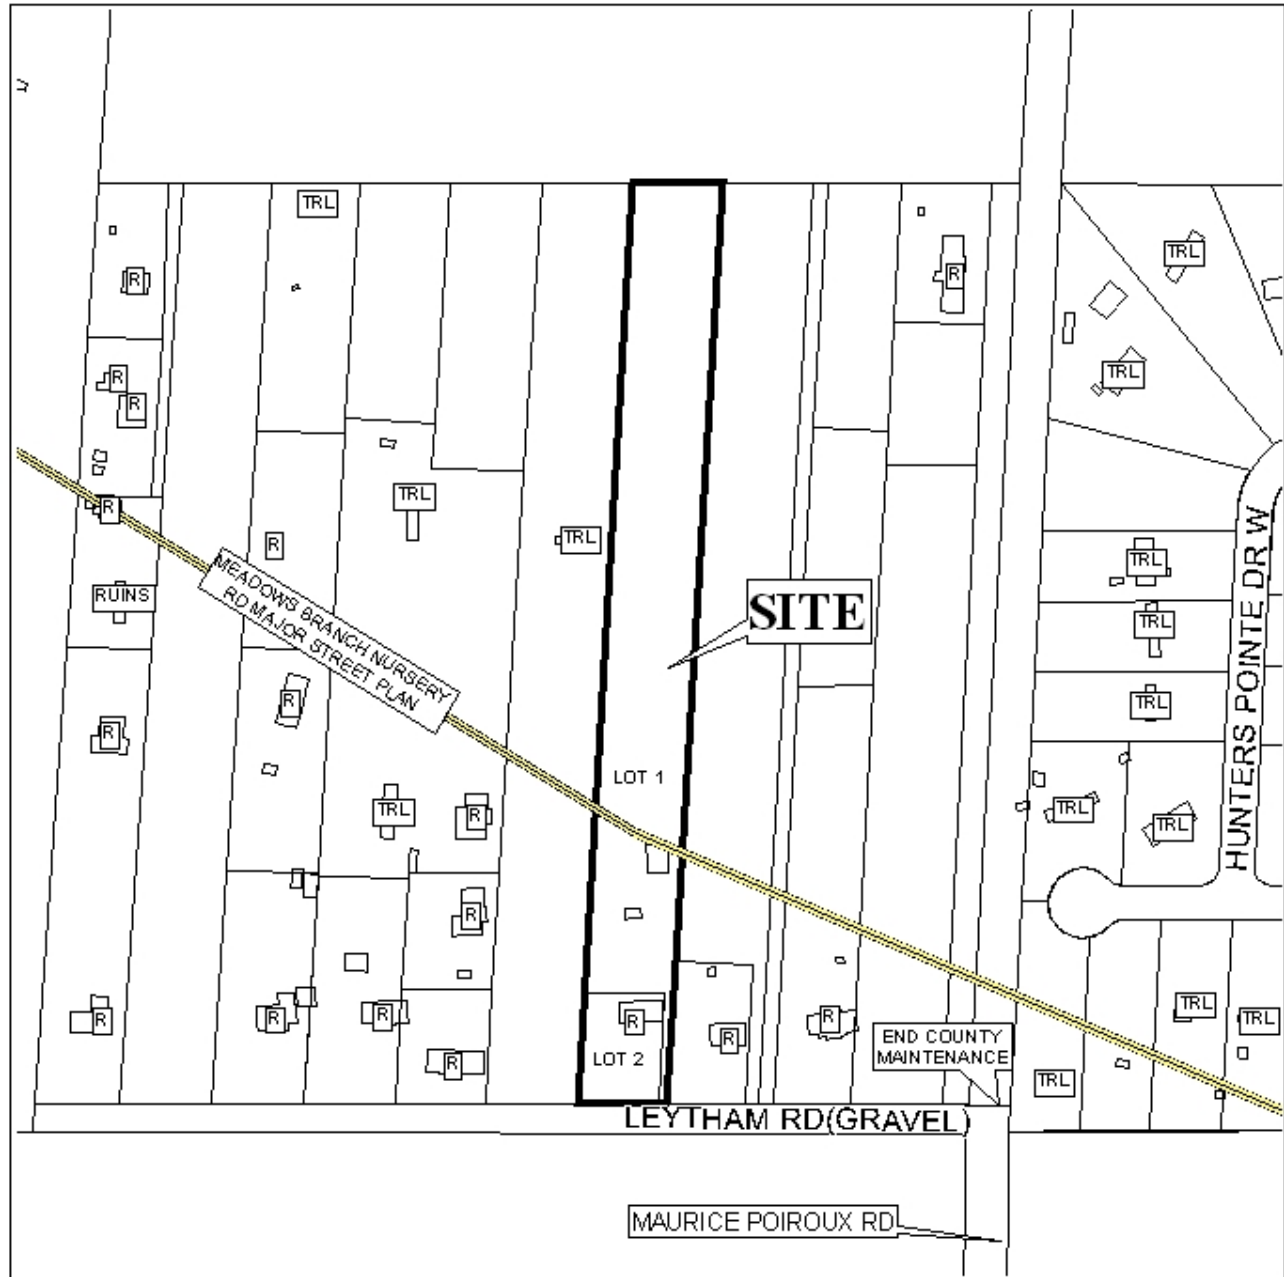 TRL
TRL
R
R
TRL
R
R
TRL
TRL
R
R
TRL
TRL
RUINS
MEADOWS BRANCH NURSERY
RD MAJOR STREET PLAN
SITE
TRL
TRL
HUNTERS POINTE DR W
R
R
LOT 1
TRL
R
TRL
TRL
R
R
R
R
R
R
R
TRL
TRL
END COUNTY
MAINTENANCE
R
LOT 2
TRL
LEYTHAM RD(GRAVEL)
MAURICE POIROUX RD